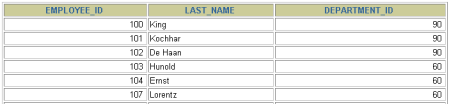 EMPLOYEE_ID LAST_NAME DEPARTMENT_ID
100 King 90
101 Kochhar 90
102 De Haan 90
103 Hunold 60
104 Ernst 60
107 Lorentz 60